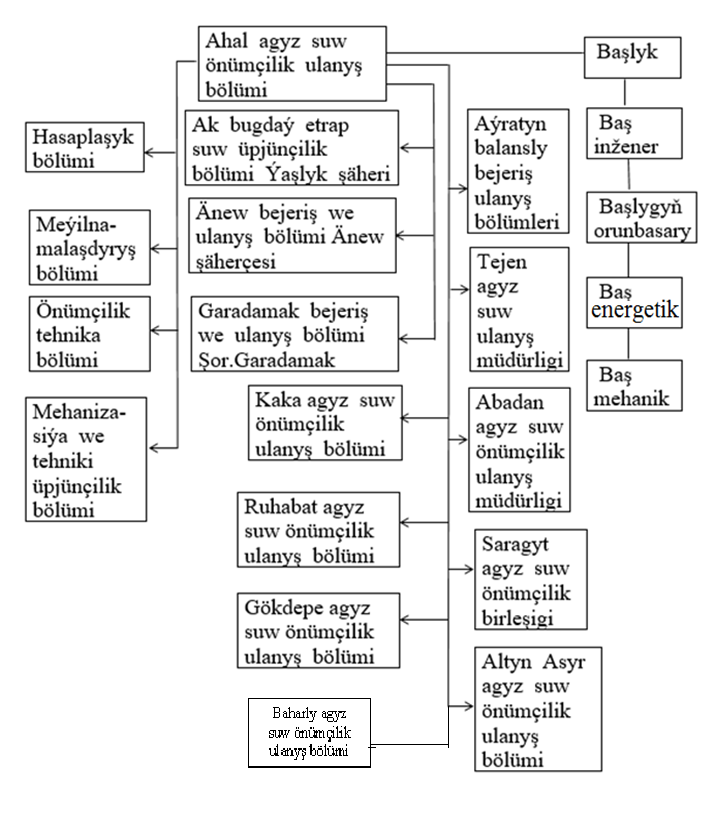 Ahal agyz suw
önümçilik ulanyş
bölümi
Başlyk
Baş
inžener
Başlygyň
orunbasary
Baş
energetik
Baş
mehanik
Hasaplaşyk
bölümi
Meýilna-
malaşdyryş
bölümi
Önümçilik
tehnika
bölümi
Mehaniza-
siýa we
tehniki
üpjünçilik
bölümi
Ak bugdaý etrap
suw üpjünçilik
bölümi Ýaşlyk şäheri
Änew bejeriş we
ulanyş bölümi Änew
şäherçesi
Garadamak bejeriş
we ulanyş bölümi
Şor.Garadamak
Aýratyn
balansly
bejeriş
ulanyş
bölümleri
Tejen
agyz
suw
ulanyş
müdürligi
Kaka agyz suw
önümçilik
ulanyş bölümi
Abadan
agyz suw
önümçilik
ulanyş
müdürligi
Ruhabat agyz
suw önümçilik
ulanyş bölümi
Saragyt
agyz suw
önümçilik
birleşigi
Gökdepe agyz
suw önümçilik
ulanyş bölümi
Altyn Asyr
agyz suw
önümçilik
ulanyş
bölümi
Baharly agyz
suw önümçilik
ulanyş bölümi